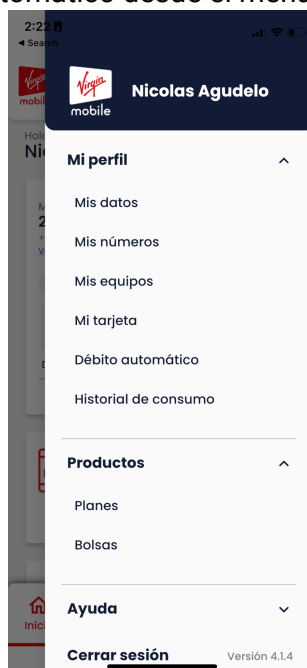 2:22
Search
Virgin
mobile
Nicolas Agudelo
Mi perfil
Mis datos
Mis números
Mis equipos
Mi tarjeta
Débito automático
Historial de consumo
Productos
Planes
Bolsas
Ayuda
Inici
Cerrar sesión
Versión 4.1.4